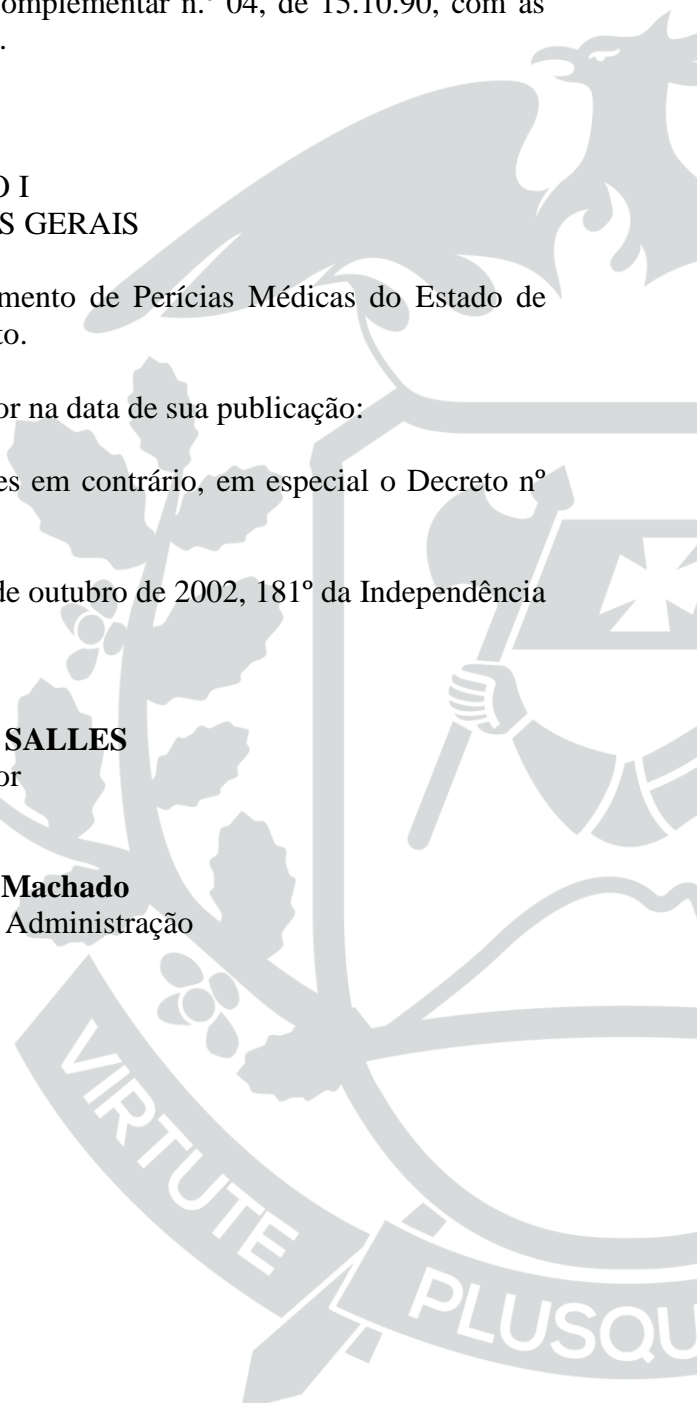 omplementar n.º 04, de 15.10.90, com as
.
O I
S GERAIS
mento de Perícias Médicas do Estado de
to.
or na data de sua publicação:
es em contrário, em especial o Decreto nº
de outubro de 2002, 181º da Independência
SALLES
or
Machado
Administração
VIRTUTE
PLUSQU